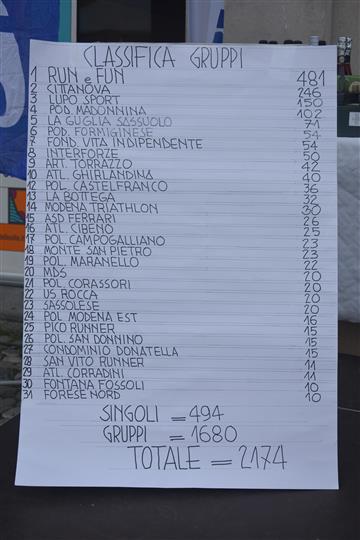 CLASSIFICA GRUPPI
1 RUN e FUN 481
2 CITTANOVA 246
3 LUPO SPORT 150
4 POD. MADONNINA 102
5 LA GUGLIA SASSUOLO 71
6 POD. FORMIGINESE 54
7 FOND. VITA INDIPENDENTE 54
8 INTERFORZE 50
9 ART. TORRAZZO 42
10 ATL. GHIRLANDINA 40
12 POL. CASTELFRANCO 36
13 LA BOTTEGA 32
14 MODENA TRIATHLON 30
15 ASD FERRARI 26
16 ATL. CIBENO 25
17 POL. CAMPOGALLIANO 23
18 MONTE SAN PIETRO 23
19 POL. MARANELLO 22
20 MDS 20
21 POL. CORASSORI 20
22 US ROCCA 20
23 SASSOLESE 20
24 POL MODENA EST 16
25 PICO RUNNER 15
26 POL. SAN DONNINO 15
27 CONDOMINIO DONATELLA 15
28 SAN VITO RUNNER 11
29 ATL. CORRADINI 11
30 FONTANA FOSSOLI 10
31 FORESE NORD 10
SINGOLI = 494
GRUPPI = 1680
TOTALE = 2174